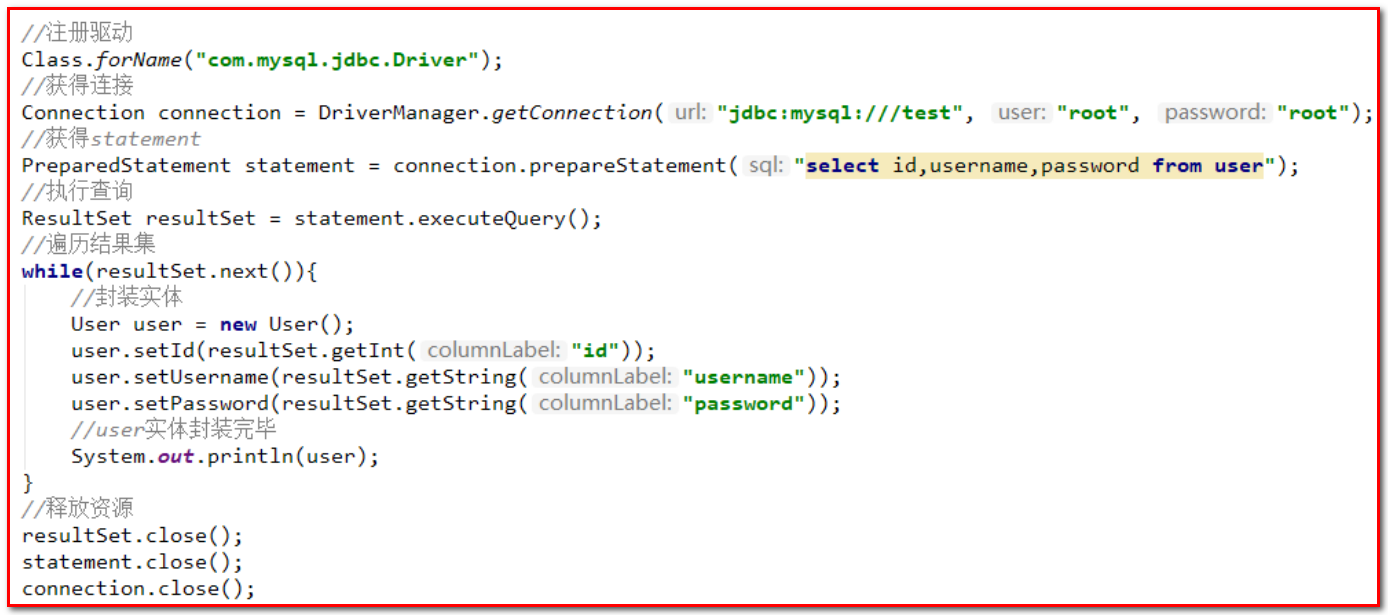 //注册驱动
Class.forName("com.mysql.jdbc.Driver");
//获得连接
Connection connection = DriverManager.getConnection( url: "jdbc:mysql:///test", user: "root", password: "root");
//获得statement
PreparedStatement statement = connection.prepareStatement( sql: "select id,username,password from user");
//执行查询
ResultSet resultSet = statement.executeQuery();
//遍历结果集
while(resultSet.next()){
    //封装实体
    User user = new User();
    user.setId(resultSet.getInt( columnLabel: "id"));
    user.setUsername(resultSet.getString( columnLabel: "username"));
    user.setPassword(resultSet.getString( columnLabel: "password"));
    //user实体封装完毕
    System.out.println(user);
}
//释放资源
resultSet.close();
statement.close();
connection.close();